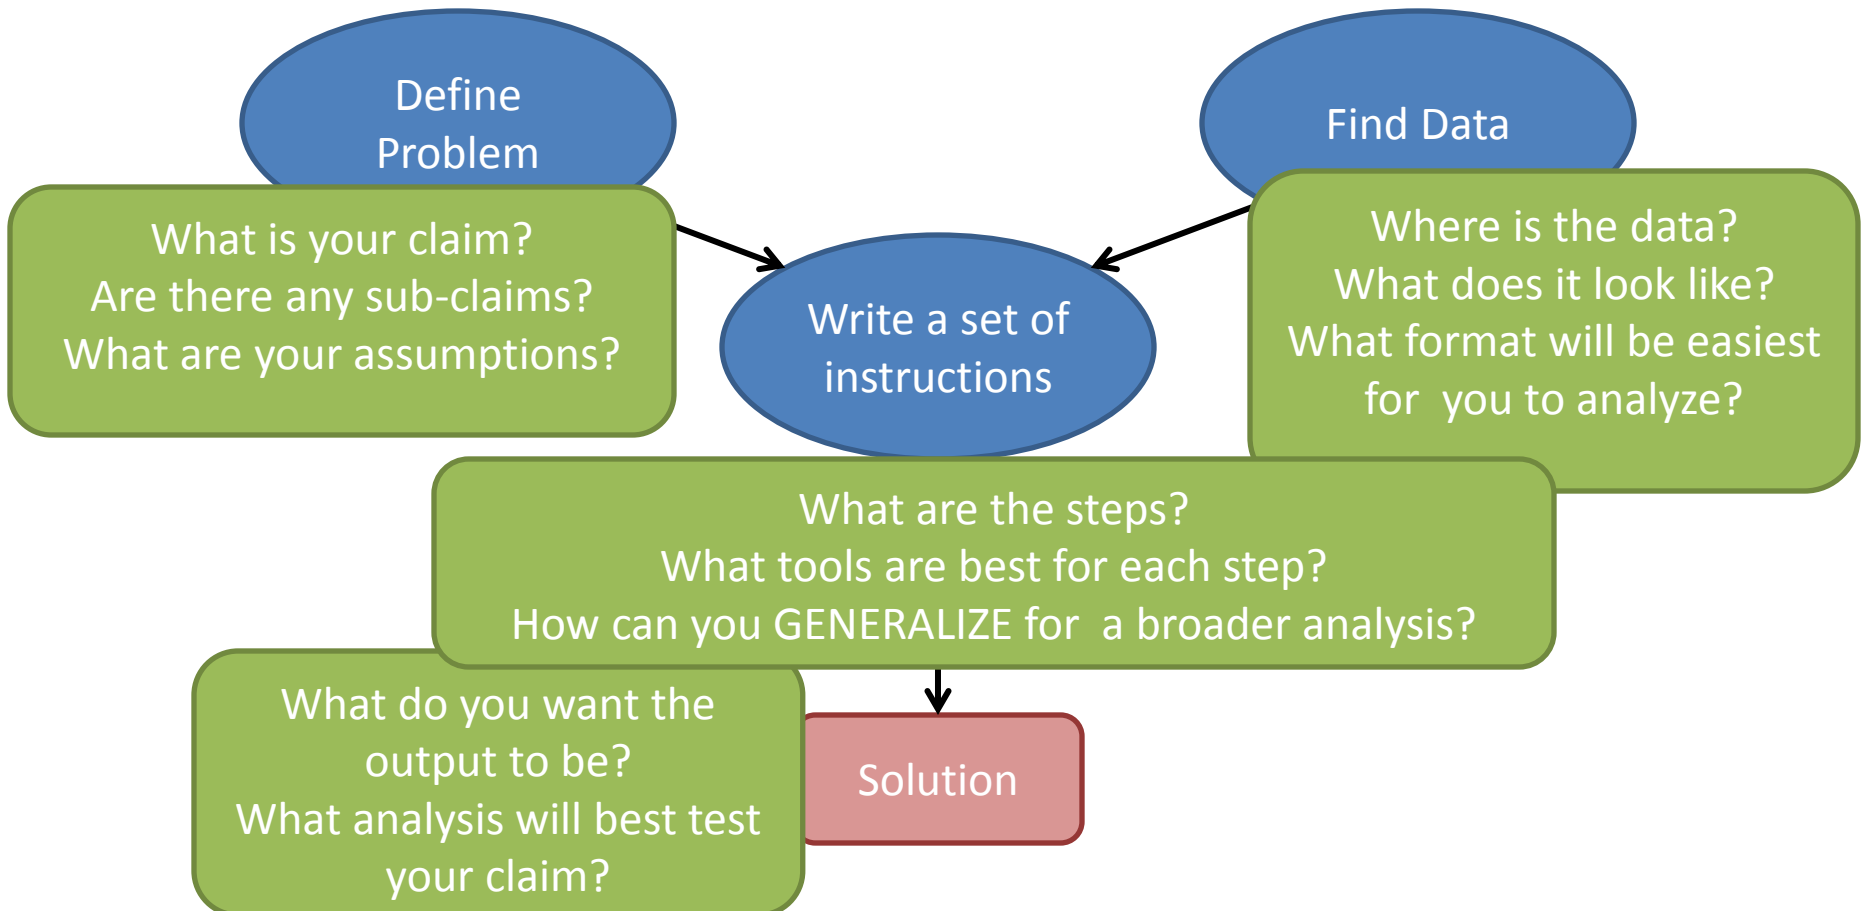 Define
Problem
Find Data
What is your claim?
Are there any sub-claims?
What are your assumptions?
Where is the data?
What does it look like?
What format will be easiest
for  you to analyze?
Write a set of
instructions
What are the steps?
What tools are best for each step?
How can you GENERALIZE for  a broader analysis?
What do you want the
output to be?
What analysis will best test
your claim?
Solution